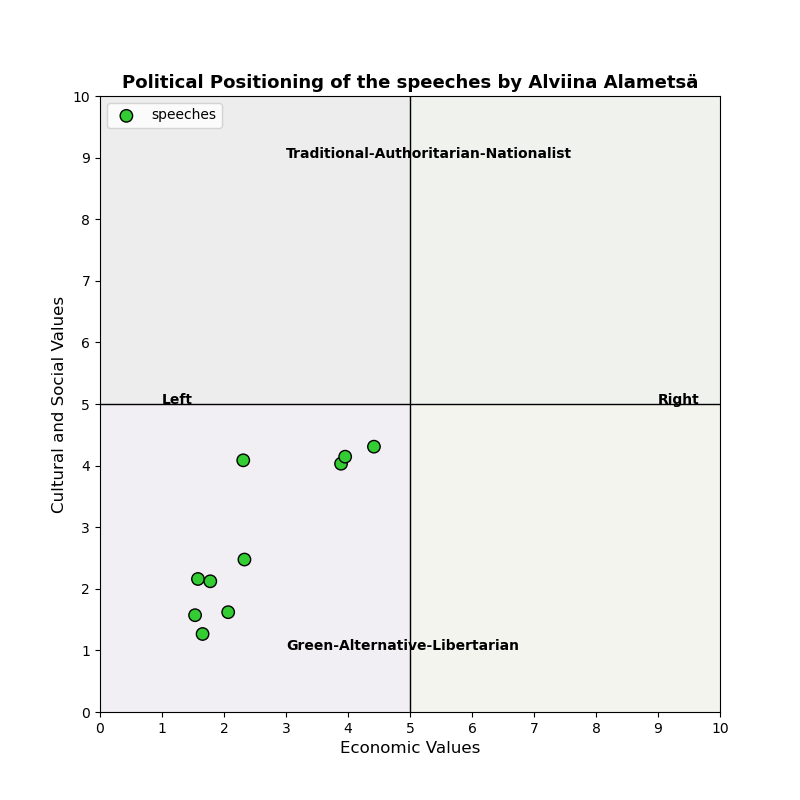 Political Positioning of the speeches by Alviina Alametsä
speeches
Traditional-Authoritarian-Nationalist
Left
Right
Green-Alternative-Libertarian
10
9
8
7
6
5
4
3
2
1
0
Cultural and Social Values
0 1 2 3 4 5 6 7 8 9 10
Economic Values